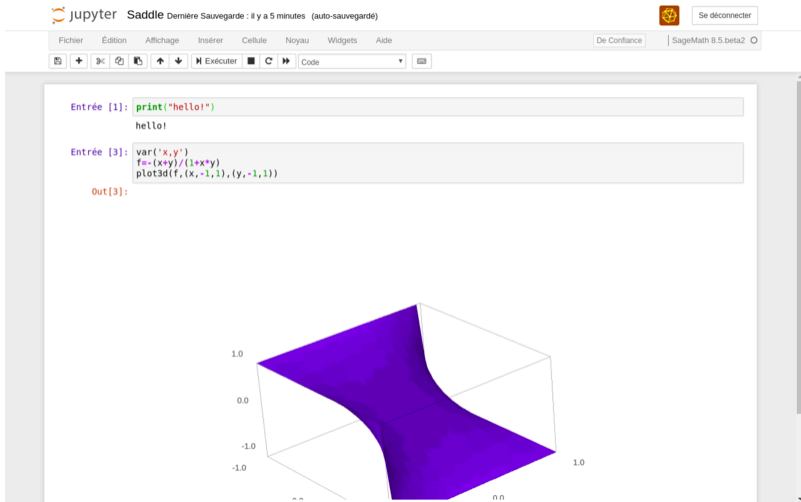 jupyter Saddle Dernière Sauvegarde : il y a 5 minutes (auto-sauvegardé) Se déconnecter
Fichier Édition Affichage Insérer Cellule Noyau Widgets Aide De Confiance SageMath 8.5.beta2
Exécuter Code
Entrée [1]: print("hello!")
hello!
Entrée [3]: var('x,y')
f=-(x+y)/(1+x*y)
plot3d(f,(x,-1,1),(y,-1,1))
Out[3]:
1.0
0.0
-1.0
-1.0
1.0
0.0